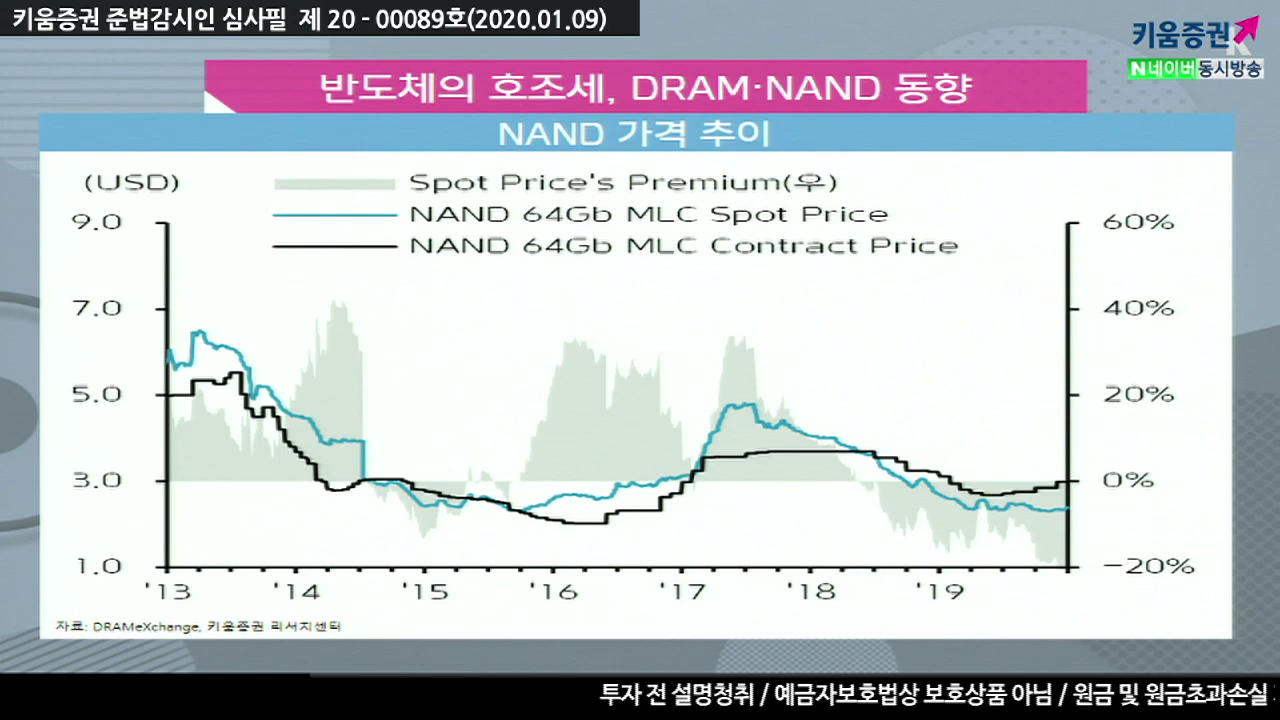 키움증권 준법감시인 심사필 제 20 - 00089호(2020.01.09)
키움증권
N 네이버 동시방송
반도체의 호조세, DRAM·NAND 동향
NAND 가격 추이
(USD)
Spot Price's Premium(우)
NAND 64Gb MLC Spot Price
NAND 64Gb MLC Contract Price
9.0 60%
7.0 40%
5.0 20%
3.0 0%
1.0 -20%
'13 '14 '15 '16 '17 '18 '19
자료: DRAMeXchange, 키움증권 리서치센터
투자 전 설명청취 / 예금자보호법상 보호상품 아님 / 원금 및 원금초과손실